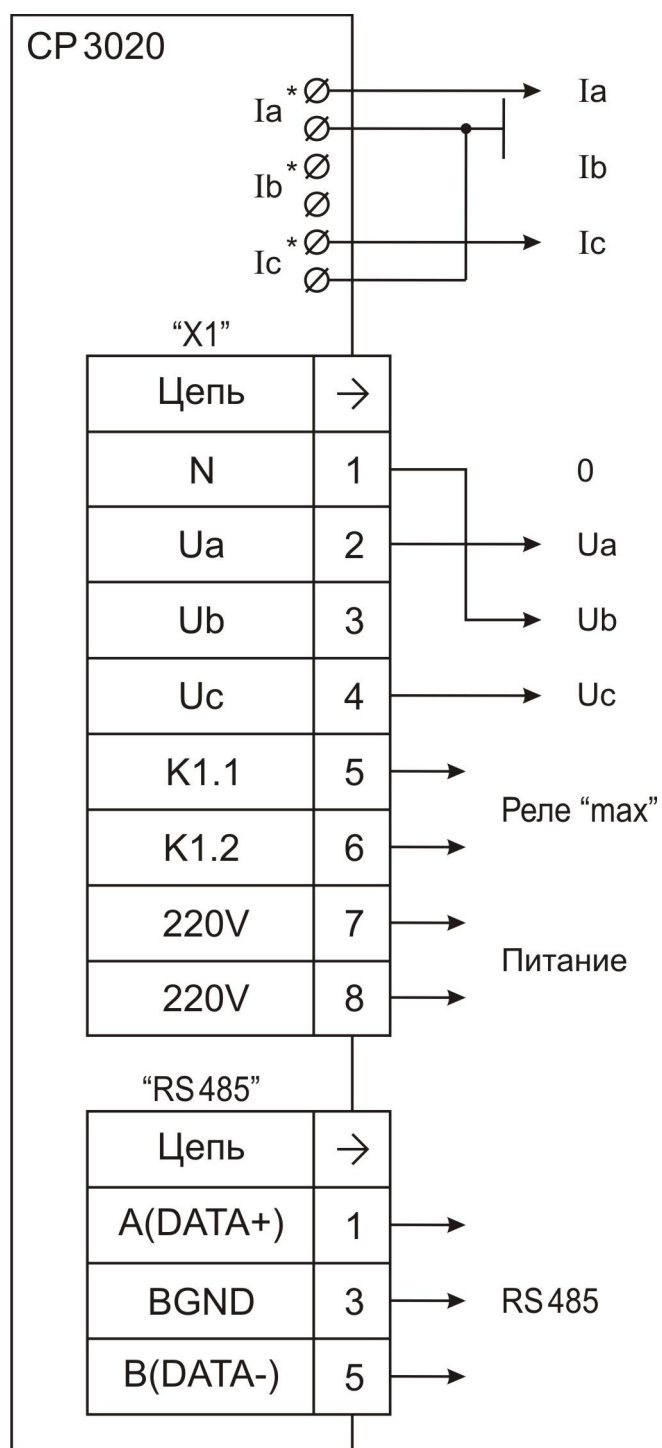 CP 3020
Ia * Ia
Ib * Ib
Ic * Ic
“X1”
Цепь →
N 1 0
Ua 2 Ua
Ub 3 Ub
Uc 4 Uc
K1.1 5
Реле “max”
K1.2 6
220V 7
Питание
220V 8
“RS485”
Цепь →
A(DATA+) 1
BGND 3 RS485
B(DATA-) 5